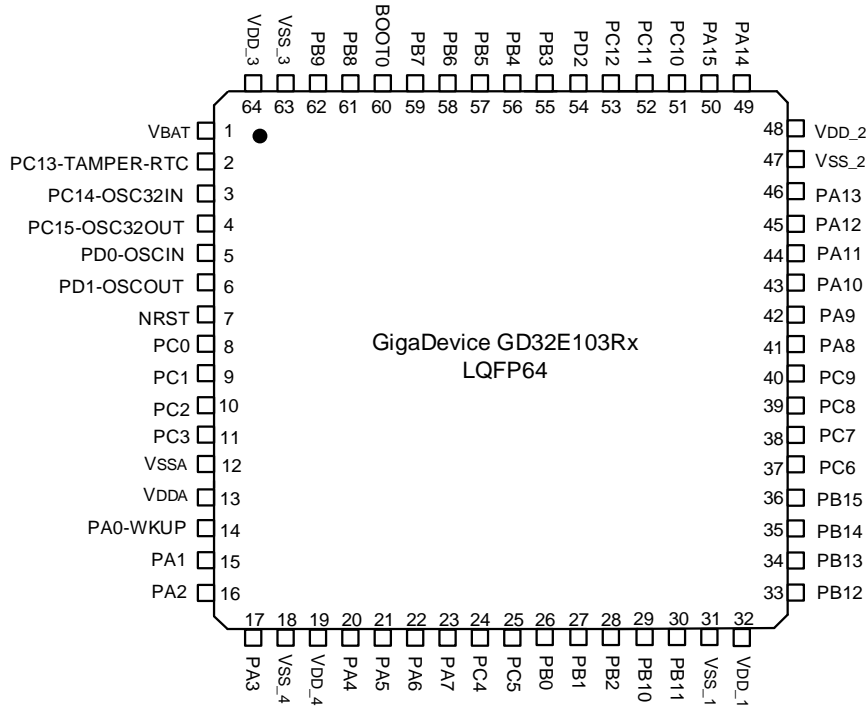 VDD_3
VSS_3
PB9
PB8
BOOT0
PB7
PB6
PB5
PB4
PB3
PD2
PC12
PC11
PC10
PA15
PA14
64 63 62 61 60 59 58 57 56 55 54 53 52 51 50 49
VBAT 1
PC13-TAMPER-RTC 2
PC14-OSC32IN 3
PC15-OSC32OUT 4
PD0-OSCIN 5
PD1-OSCOUT 6
NRST 7
PC0 8
PC1 9
PC2 10
PC3 11
VSSA 12
VDDA 13
PA0-WKUP 14
PA1 15
PA2 16
GigaDevice GD32E103Rx
LQFP64
48 VDD_2
47 VSS_2
46 PA13
45 PA12
44 PA11
43 PA10
42 PA9
41 PA8
40 PC9
39 PC8
38 PC7
37 PC6
36 PB15
35 PB14
34 PB13
33 PB12
17 18 19 20 21 22 23 24 25 26 27 28 29 30 31 32
PA3
VSS_4
VDD_4
PA4
PA5
PA6
PA7
PC4
PC5
PB0
PB1
PB2
PB10
PB11
VSS_1
VDD_1